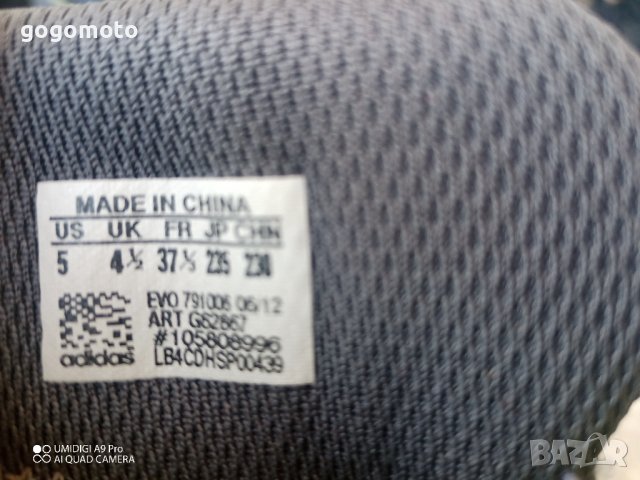 gogomoto
MADE IN CHINA
US UK FR JP CHN
5 4½ 37⅓ 235 230
EVO 791006 06/12
ART G62867
#105808996
adidas LB4CDHSP00439
UMIDIGI A9 Pro
AI QUAD CAMERA
BAZAR